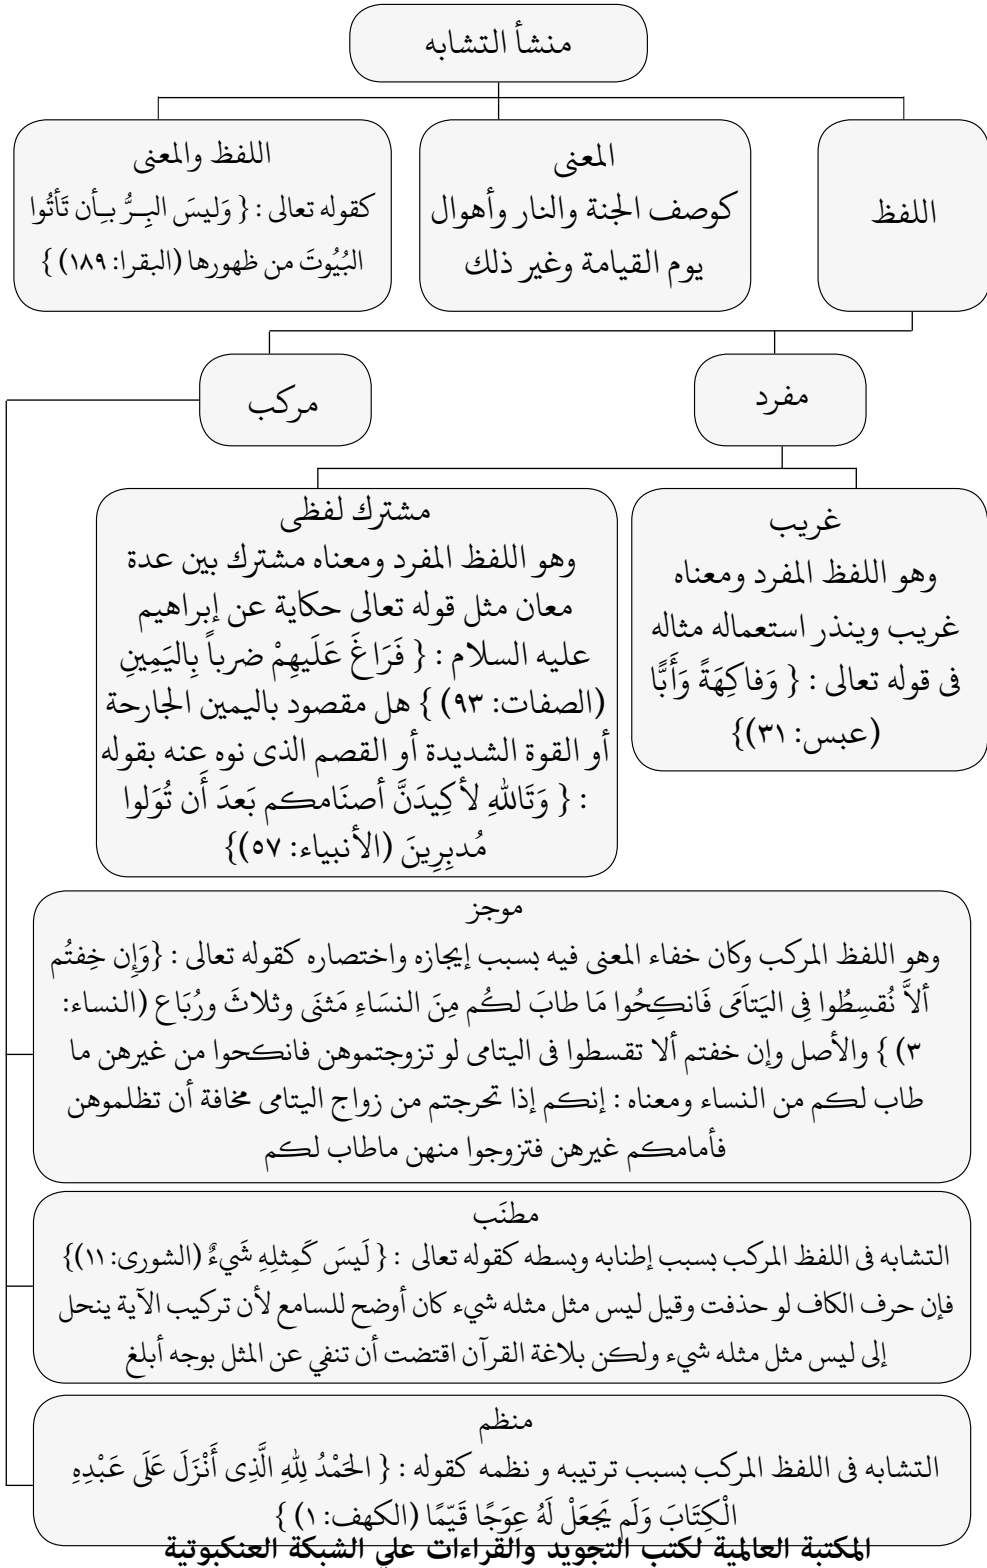 منشأ التشابه
اللفظ
المعنى
كوصف الجنة والنار وأهوال
يوم القيامة وغير ذلك
اللفظ والمعنى
كقوله تعالى : { وَليسَ البِرُّ بِأن تَأتُوا
البُيُوتَ من ظهورها (البقرا: ١٨٩) }
مفرد
مركب
غريب
وهو اللفظ المفرد ومعناه
غريب وينذر استعماله مثاله
فى قوله تعالى : { وَفاكِهَةً وَأَبًّا
(عبس: ٣١)}
مشترك لفظى
وهو اللفظ المفرد ومعناه مشترك بين عدة
معان مثل قوله تعالى حكاية عن إبراهيم
عليه السلام : { فَرَاغَ عَلَيهِمْ ضرباً بِاليَمِينِ
(الصفات: ٩٣) } هل مقصود باليمين الجارحة
أو القوة الشديدة أو القصم الذى نوه عنه بقوله
: { وَتَاللهِ لأكِيدَنَّ أصنَامكم بَعدَ أَن تُوَلوا
مُدبِرِينَ (الأنبياء: ٥٧)}
موجز
وهو اللفظ المركب وكان خفاء المعنى فيه بسبب إيجازه واختصاره كقوله تعالى : {وَإِن خِفتُم
ألاَّ نُقسِطُوا فِى اليَتاَمَى فَانكِحُوا مَا طابَ لكُم مِنَ النسَاءِ مَثنَى وثلاثَ ورُبَاع (النساء:
٣) } والأصل وإن خفتم ألا تقسطوا فى اليتامى لو تزوجتموهن فانكحوا من غيرهن ما
طاب لكم من النساء ومعناه : إنكم إذا تحرجتم من زواج اليتامى مخافة أن تظلموهن
فأمامكم غيرهن فتزوجوا منهن ماطاب لكم
مطنَب
التشابه فى اللفظ المركب بسبب إطنابه وبسطه كقوله تعالى : { لَيسَ كَمِثلِهِ شَيءٌ (الشورى: ١١)}
فإن حرف الكاف لو حذفت وقيل ليس مثل مثله شيء كان أوضح للسامع لأن تركيب الآية ينحل
إلى ليس مثل مثله شيء ولكن بلاغة القرآن اقتضت أن تنفي عن المثل بوجه أبلغ
منظم
التشابه فى اللفظ المركب بسبب ترتيبه و نظمه كقوله : { الحَمْدُ لِلهِ الَّذِى أَنْزَلَ عَلَى عَبْدِهِ
الْكِتَابَ وَلَم يَجعَلْ لَهُ عِوَجًا قَيّمًا (الكهف: ١) }
المكتبة العالمية لكتب التجويد والقراءات علي الشبكة العنكبوتية